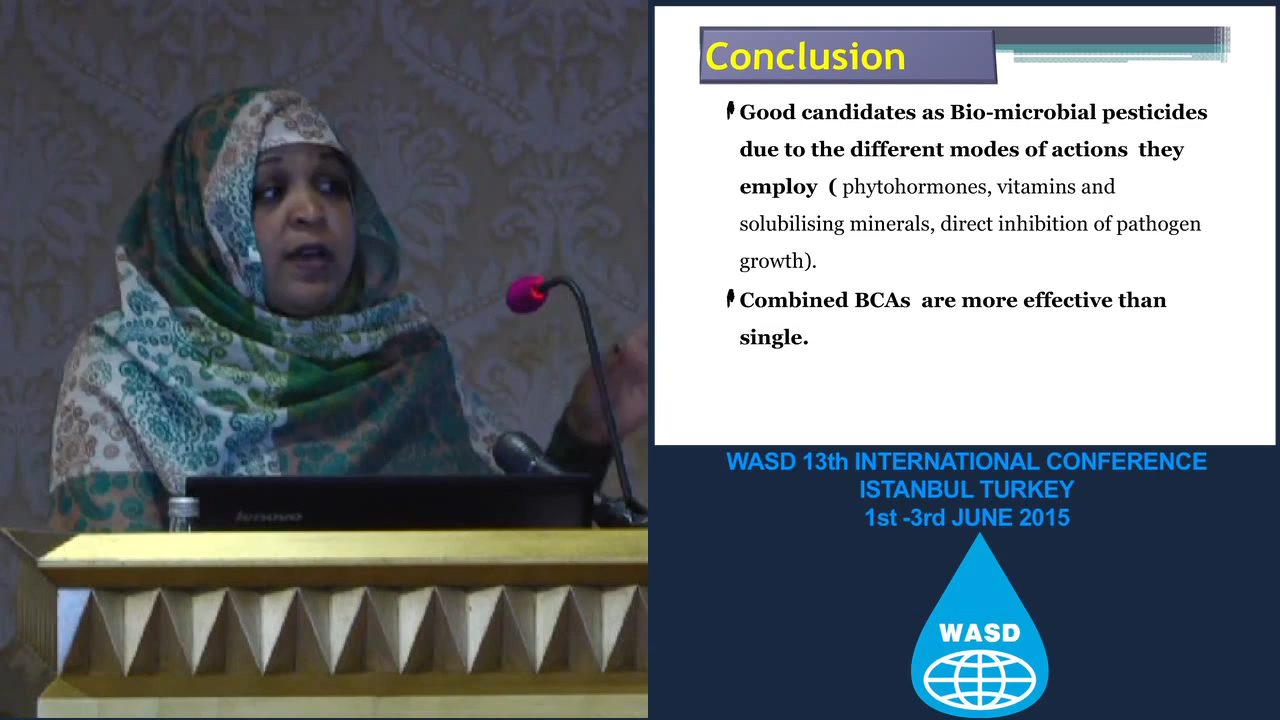 Conclusion
Good candidates as Bio-microbial pesticides
due to the different modes of actions they
employ ( phytohormones, vitamins and
solubilising minerals, direct inhibition of pathogen
growth).
Combined BCAs are more effective than
single.
lenovo
WASD 13th INTERNATIONAL CONFERENCE
ISTANBUL TURKEY
1st -3rd JUNE 2015
WASD